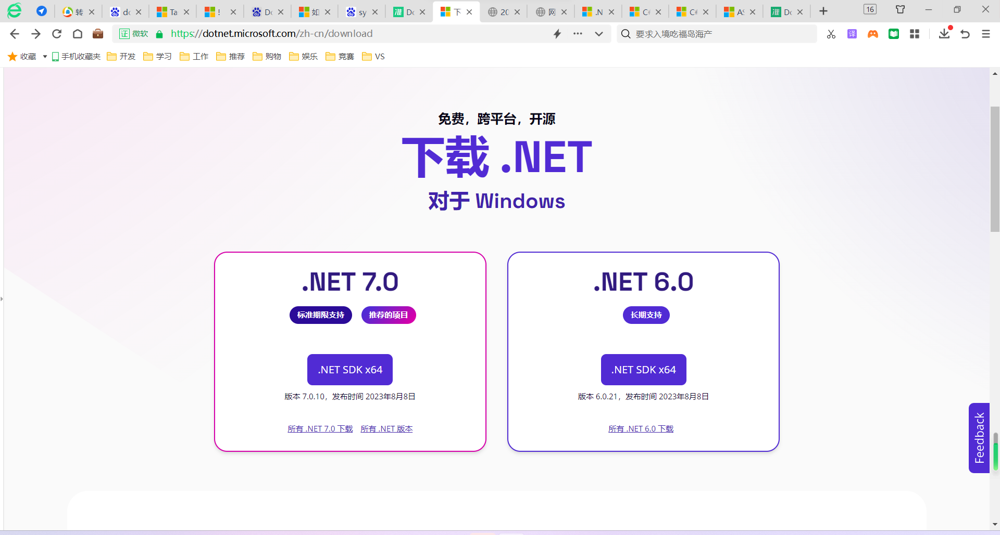 转
dc
Ta
!
Do
如
sy
Do
下
20
网
.N
C#
C#
AS
Do
16
证 微软 https://dotnet.microsoft.com/zh-cn/download
要求入境吃福岛海产
译
收藏 手机收藏夹 开发 学习 工作 推荐 购物 娱乐 竞赛 VS
免费，跨平台，开源
下载 .NET
对于 Windows
.NET 7.0
标准期限支持 推荐的项目
.NET SDK x64
版本 7.0.10，发布时间 2023年8月8日
所有 .NET 7.0 下载 所有 .NET 版本
.NET 6.0
长期支持
.NET SDK x64
版本 6.0.21，发布时间 2023年8月8日
所有 .NET 6.0 下载
Feedback